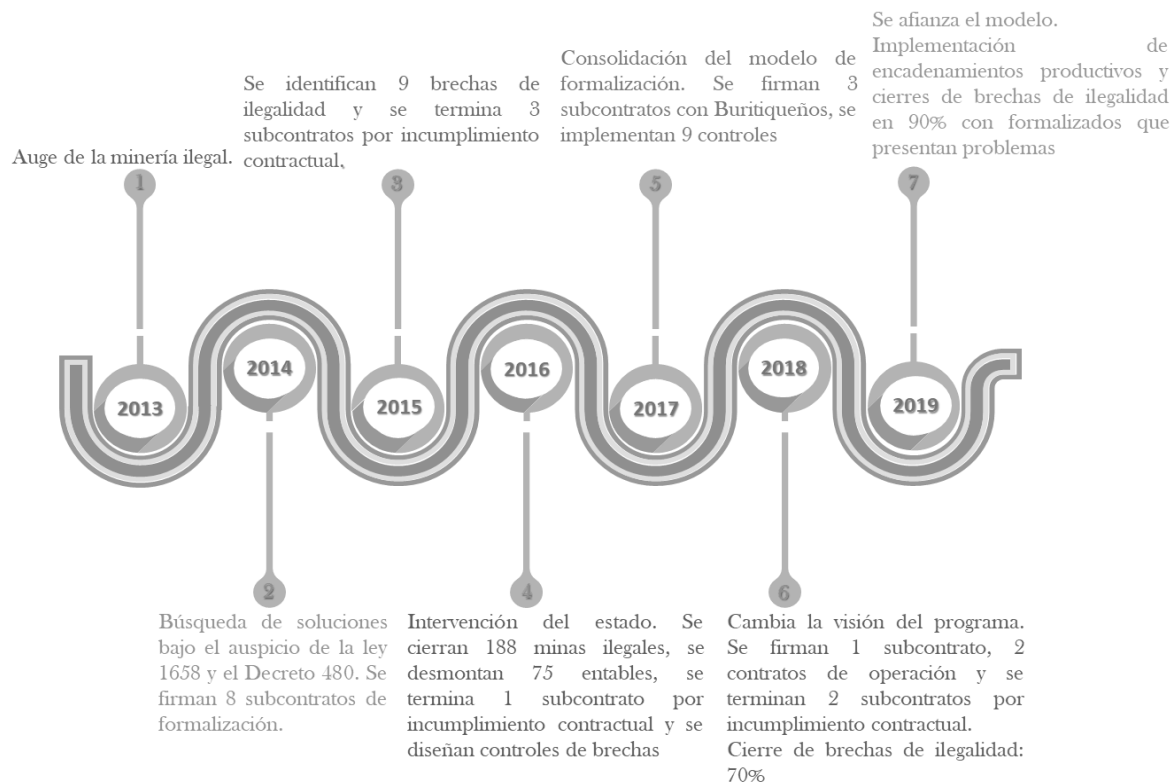 Auge de la minería ilegal.
1
2013
2014
2
Búsqueda de soluciones
bajo el auspicio de la ley
1658 y el Decreto 480. Se
firman 8 subcontratos de
formalización.
Se identifican 9 brechas de
ilegalidad y se termina 3
subcontratos por incumplimiento
contractual,
3
2015
2016
4
Intervención del estado. Se
cierran 188 minas ilegales, se
desmontan 75 entables, se
termina 1 subcontrato por
incumplimiento contractual y se
diseñan controles de brechas
Consolidación del modelo de
formalización. Se firman 3
subcontratos con Buritiqueños, se
implementan 9 controles
5
2017
2018
6
Cambia la visión del programa.
Se firman 1 subcontrato, 2
contratos de operación y se
terminan 2 subcontratos por
incumplimiento contractual.
Cierre de brechas de ilegalidad:
70%
Se afianza el modelo.
Implementación de
encadenamientos productivos y
cierres de brechas de ilegalidad
en 90% con formalizados que
presentan problemas
7
2019